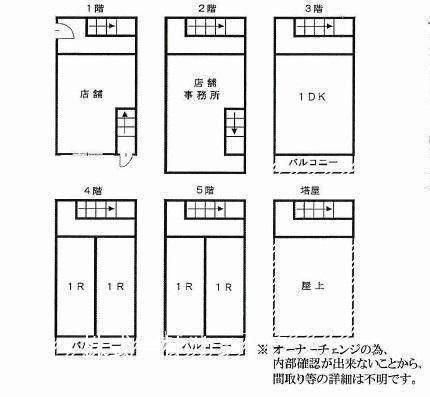 1階
2階
3階
店舗
店舗
事務所
1DK
バルコニー
4階
5階
塔屋
1R
1R
1R
1R
屋上
バルコニー
バルコニー
※ オーナーチェンジの為、
内部確認が出来ないことから、
間取り等の詳細は不明です。